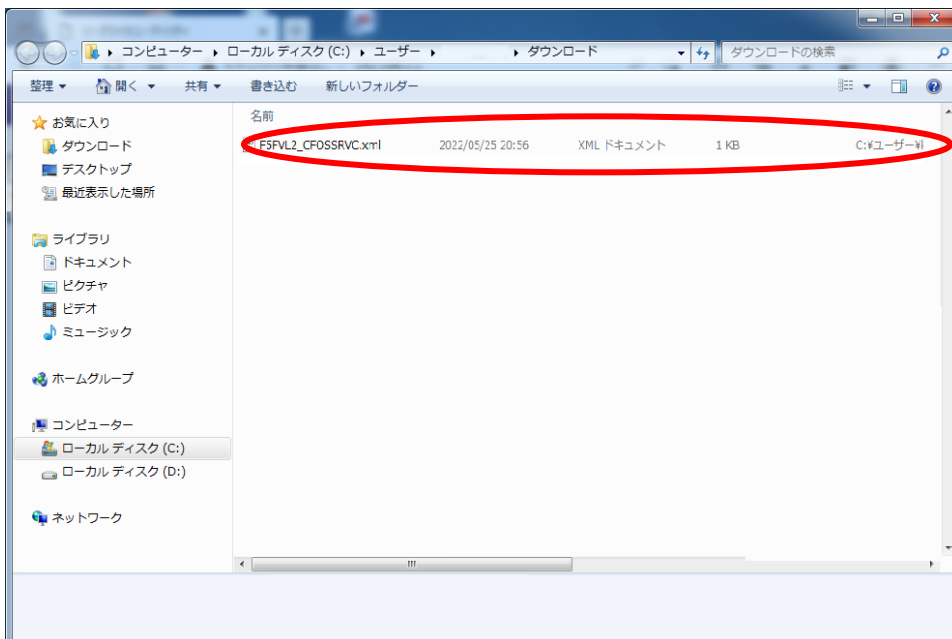 コンピューター ▸ ローカル ディスク (C:) ▸ ユーザー ▸ ▸ ダウンロード
ダウンロードの検索
整理 開く 共有 書き込む 新しいフォルダー
名前
F5FVL2_CFOSSRVC.xml 2022/05/25 20:56 XML ドキュメント 1 KB C:¥ユーザー¥
お気に入り
ダウンロード
デスクトップ
最近表示した場所
ライブラリ
ドキュメント
ピクチャ
ビデオ
ミュージック
ホームグループ
コンピューター
ローカル ディスク (C:)
ローカル ディスク (D:)
ネットワーク